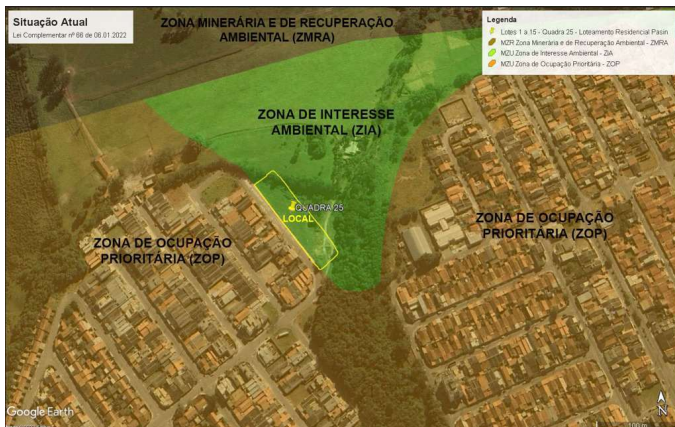 Situação Atual
Lei Complementar nº 66 de 06.01.2022
ZONA MINERÁRIA E DE RECUPERAÇÃO
AMBIENTAL (ZMRA)
Legenda
Lotes 1 a 15 - Quadra 25 - Loteamento Residencial Pasin
MZR Zona Minerária e de Recuperação Ambiental - ZMRA
MZU Zona de Interesse Ambiental - ZIA
MZU Zona de Ocupação Prioritária - ZOP
ZONA DE INTERESSE
AMBIENTAL (ZIA)
QUADRA 25
LOCAL
ZONA DE OCUPAÇÃO
PRIORITÁRIA (ZOP)
ZONA DE OCUPAÇÃO
PRIORITÁRIA (ZOP)
Google Earth
N
100 m